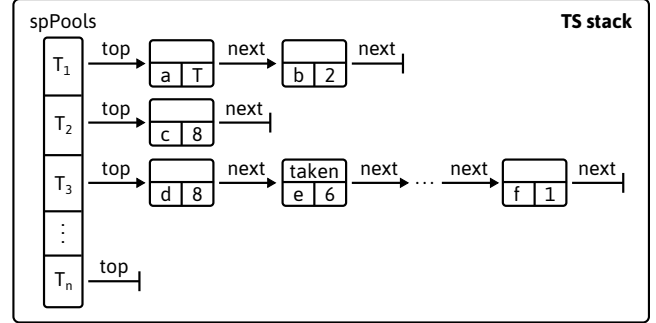 spPools TS stack
T1 top a T next b 2 next
T2 top c 8 next
T3 top d 8 next taken e 6 next ... next f 1 next
⋮
Tn top